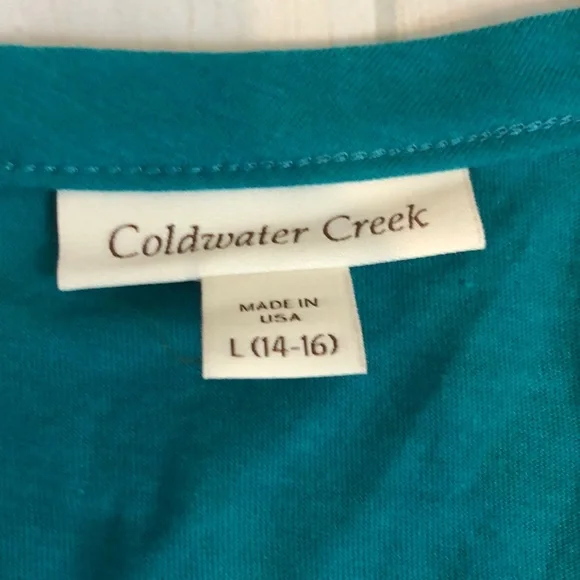 Coldwater Creek
MADE IN
USA
L (14-16)